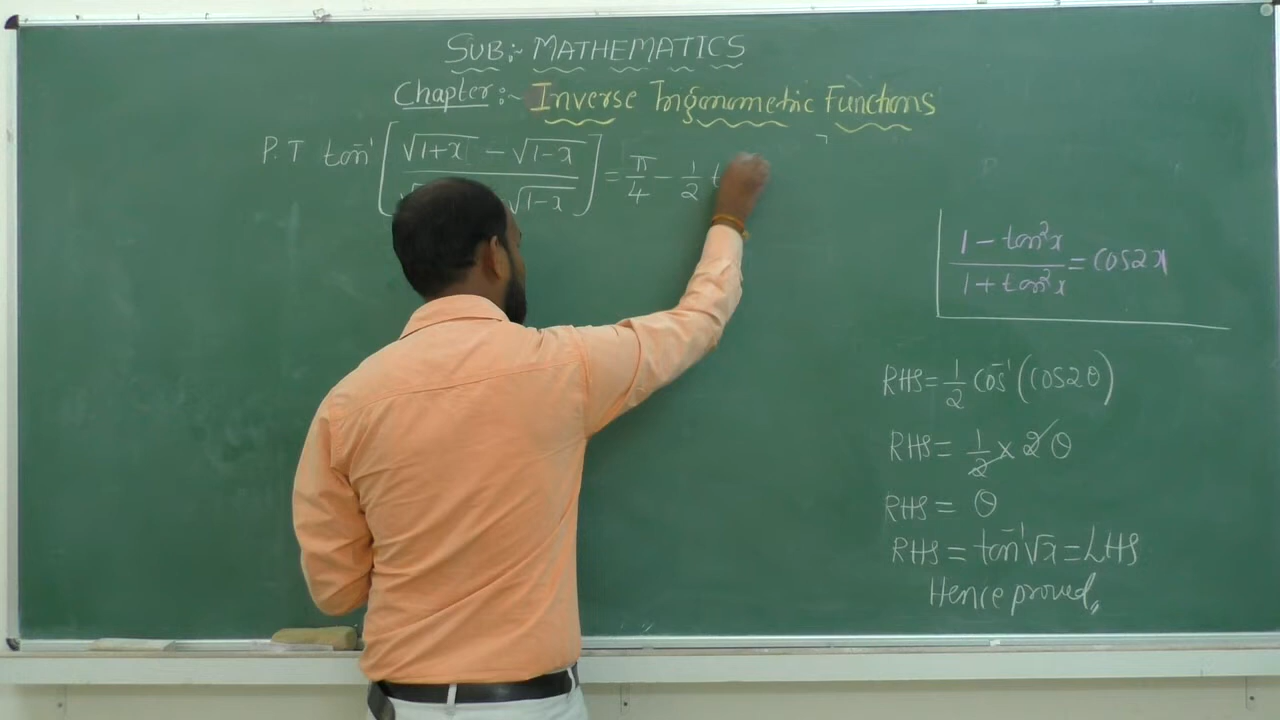 SUB:~ MATHEMATICS
Chapter:~ Inverse Trigonometric Functions
P.T tan⁻¹ [ (√1+x − √1−x) / (√ √1−x) ] = π/4 − 1/2
(1 − tan²x) / (1 + tan²x) = cos2x
RHS = 1/2 cos⁻¹(cos2θ)
RHS = 1/2 × 2θ
RHS = θ
RHS = tan⁻¹√x = LHS
Hence proved,,